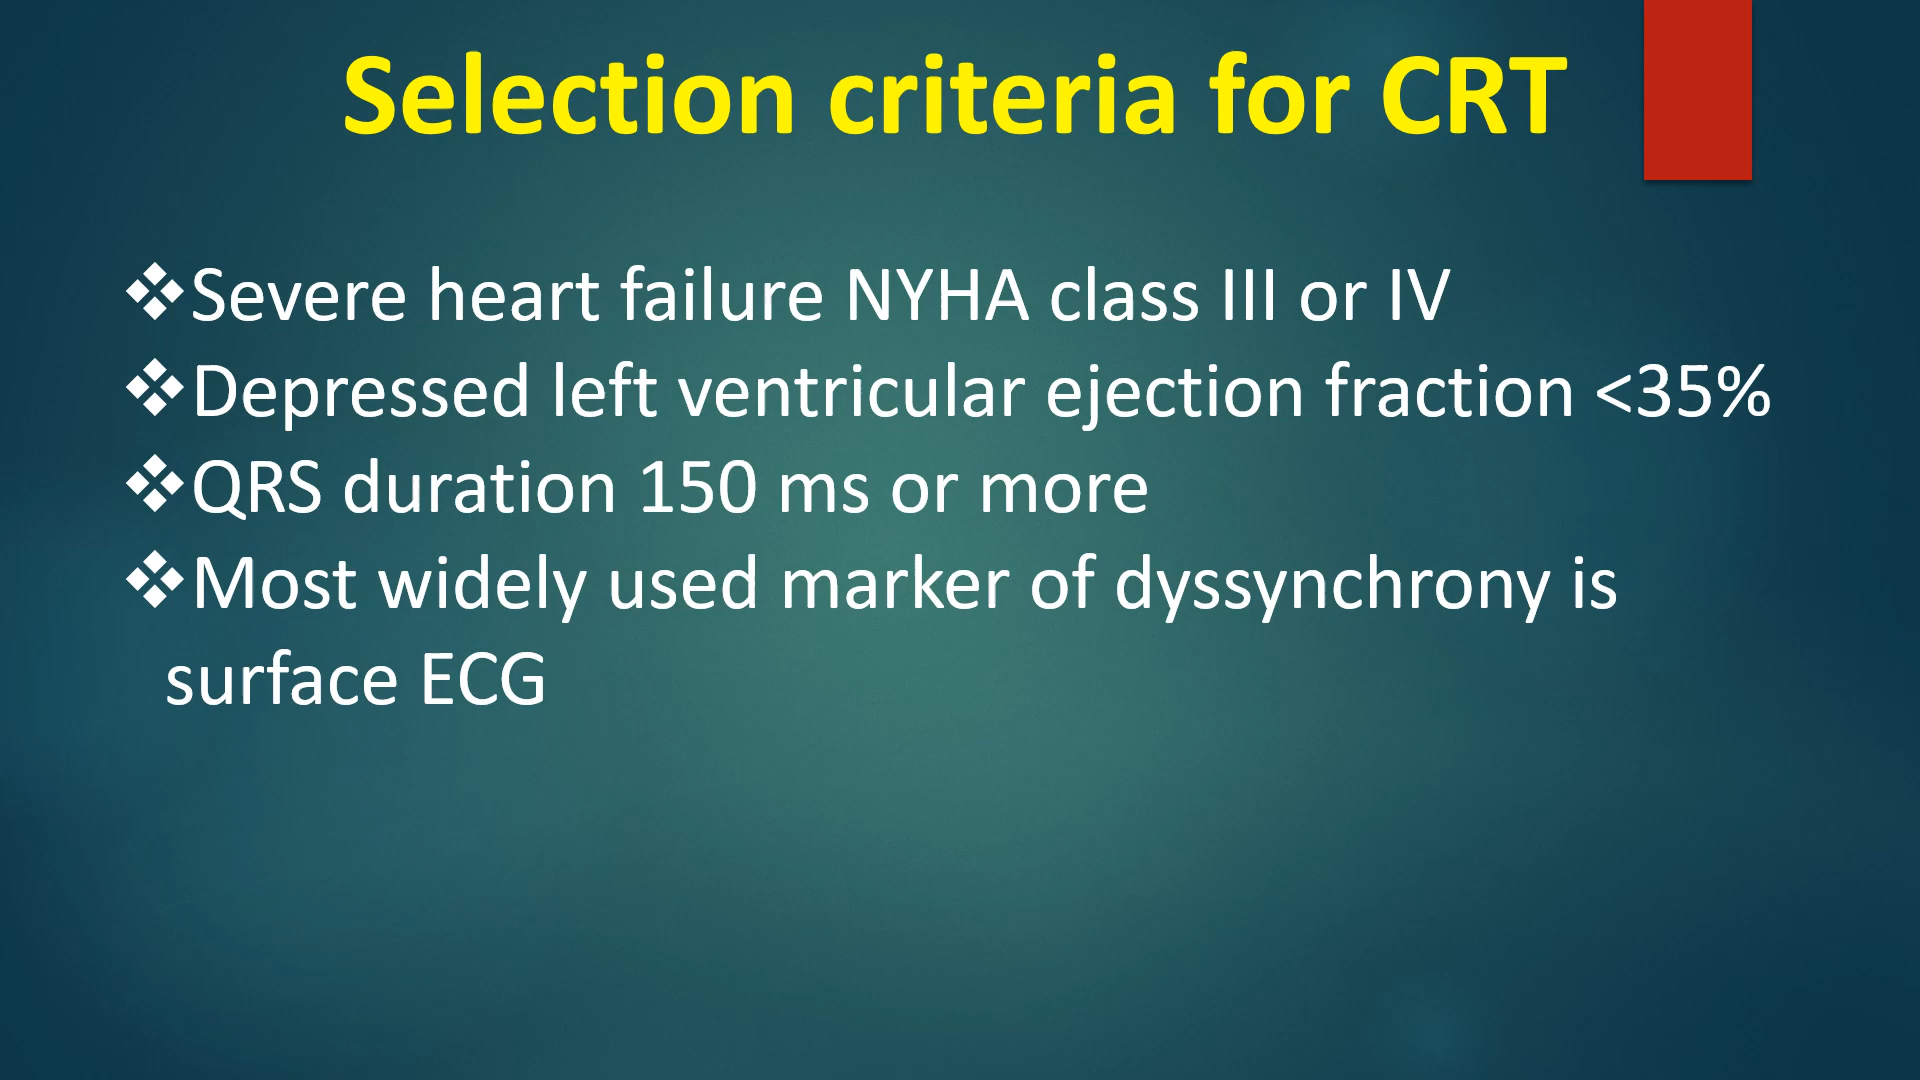 Selection criteria for CRT
❖Severe heart failure NYHA class III or IV
❖Depressed left ventricular ejection fraction <35%
❖QRS duration 150 ms or more
❖Most widely used marker of dyssynchrony is
surface ECG